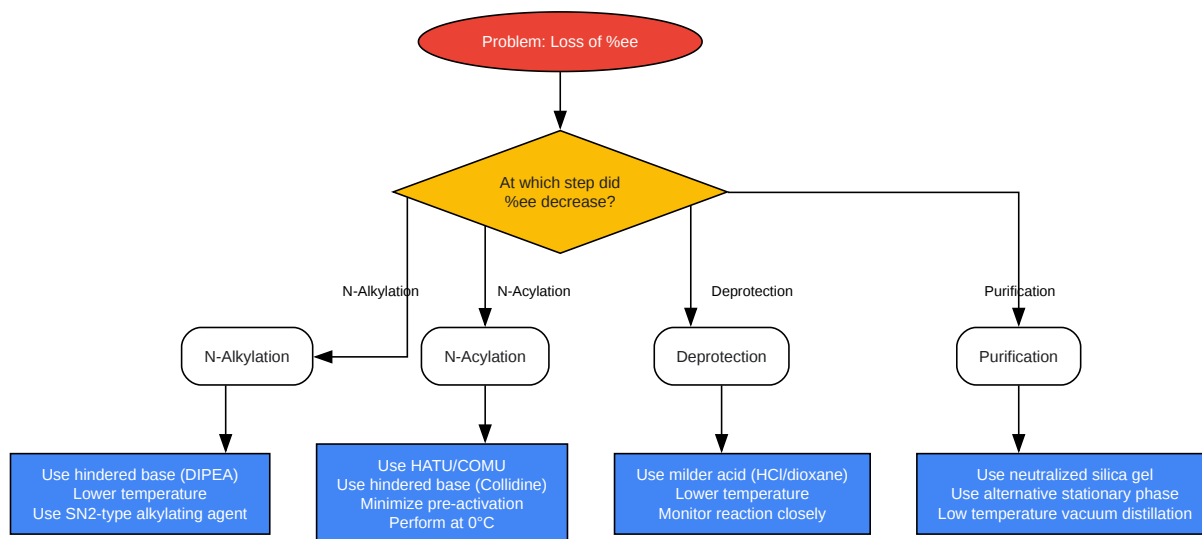 Problem: Loss of %ee
At which step did
%ee decrease?
N-Alkylation
N-Acylation
Deprotection
Purification
N-Alkylation
N-Acylation
Deprotection
Purification
Use hindered base (DIPEA)
Lower temperature
Use SN2-type alkylating agent
Use HATU/COMU
Use hindered base (Collidine)
Minimize pre-activation
Perform at 0°C
Use milder acid (HCl/dioxane)
Lower temperature
Monitor reaction closely
Use neutralized silica gel
Use alternative stationary phase
Low temperature vacuum distillation